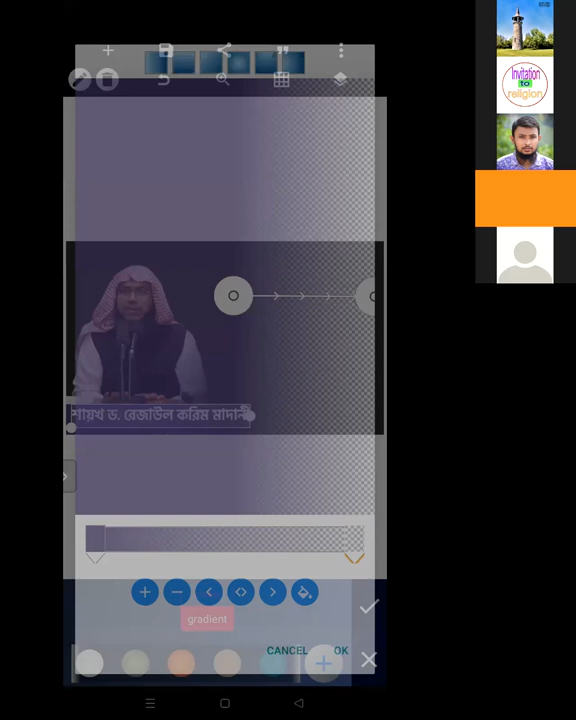 Invitation
to
religion
শায়খ ড. রেজাউল করিম মাদানী
gradient
CANCEL OK